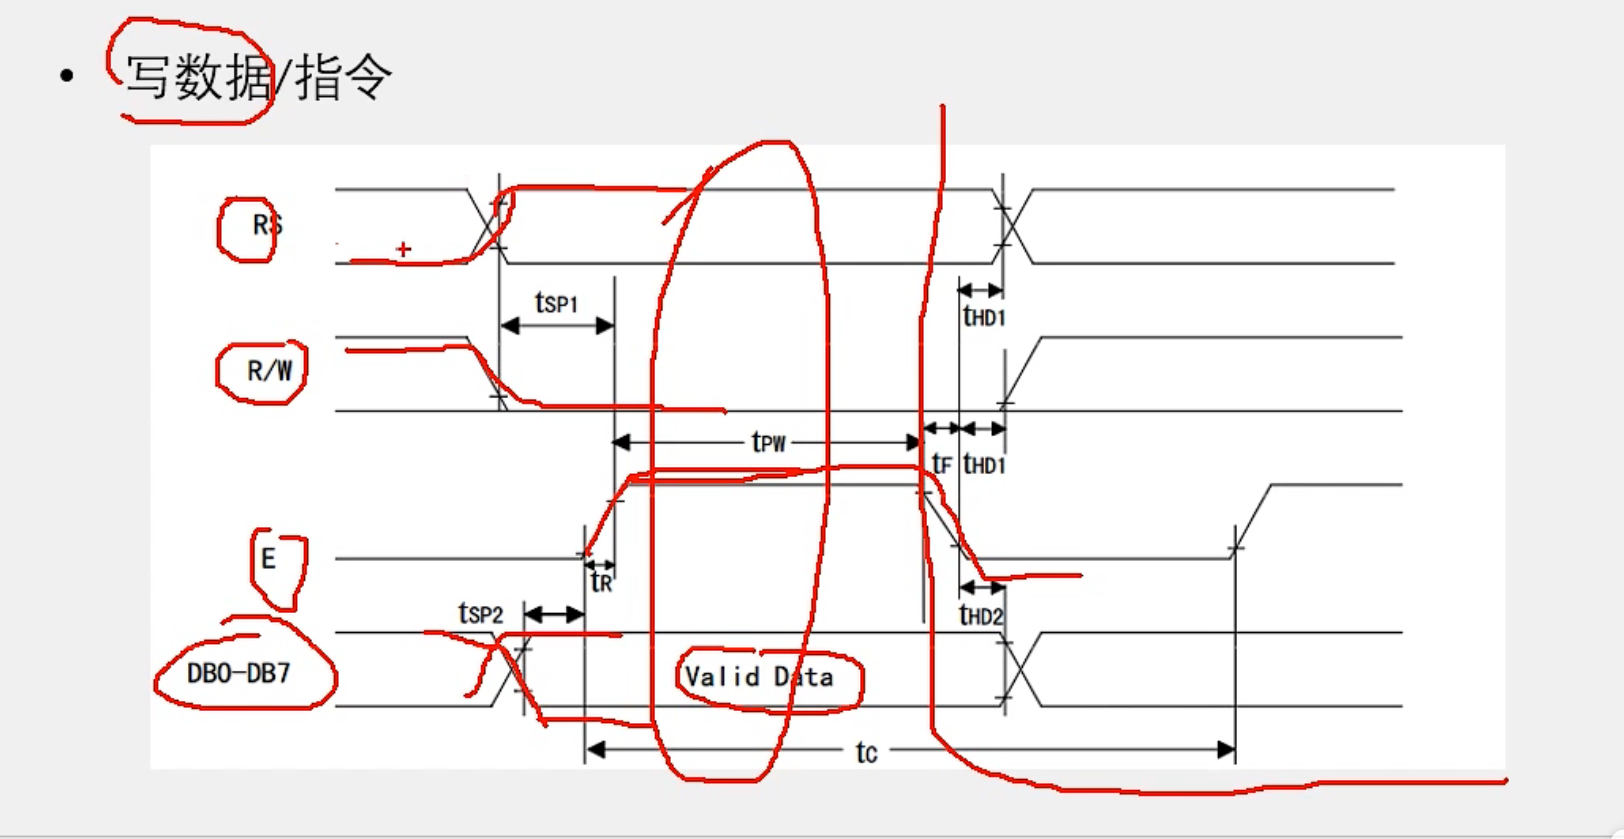 • 写数据/指令
RS
tSP1
tHD1
R/W
tPW
tF tHD1
E
tR
tSP2
tHD2
DB0-DB7
Valid Data
tC